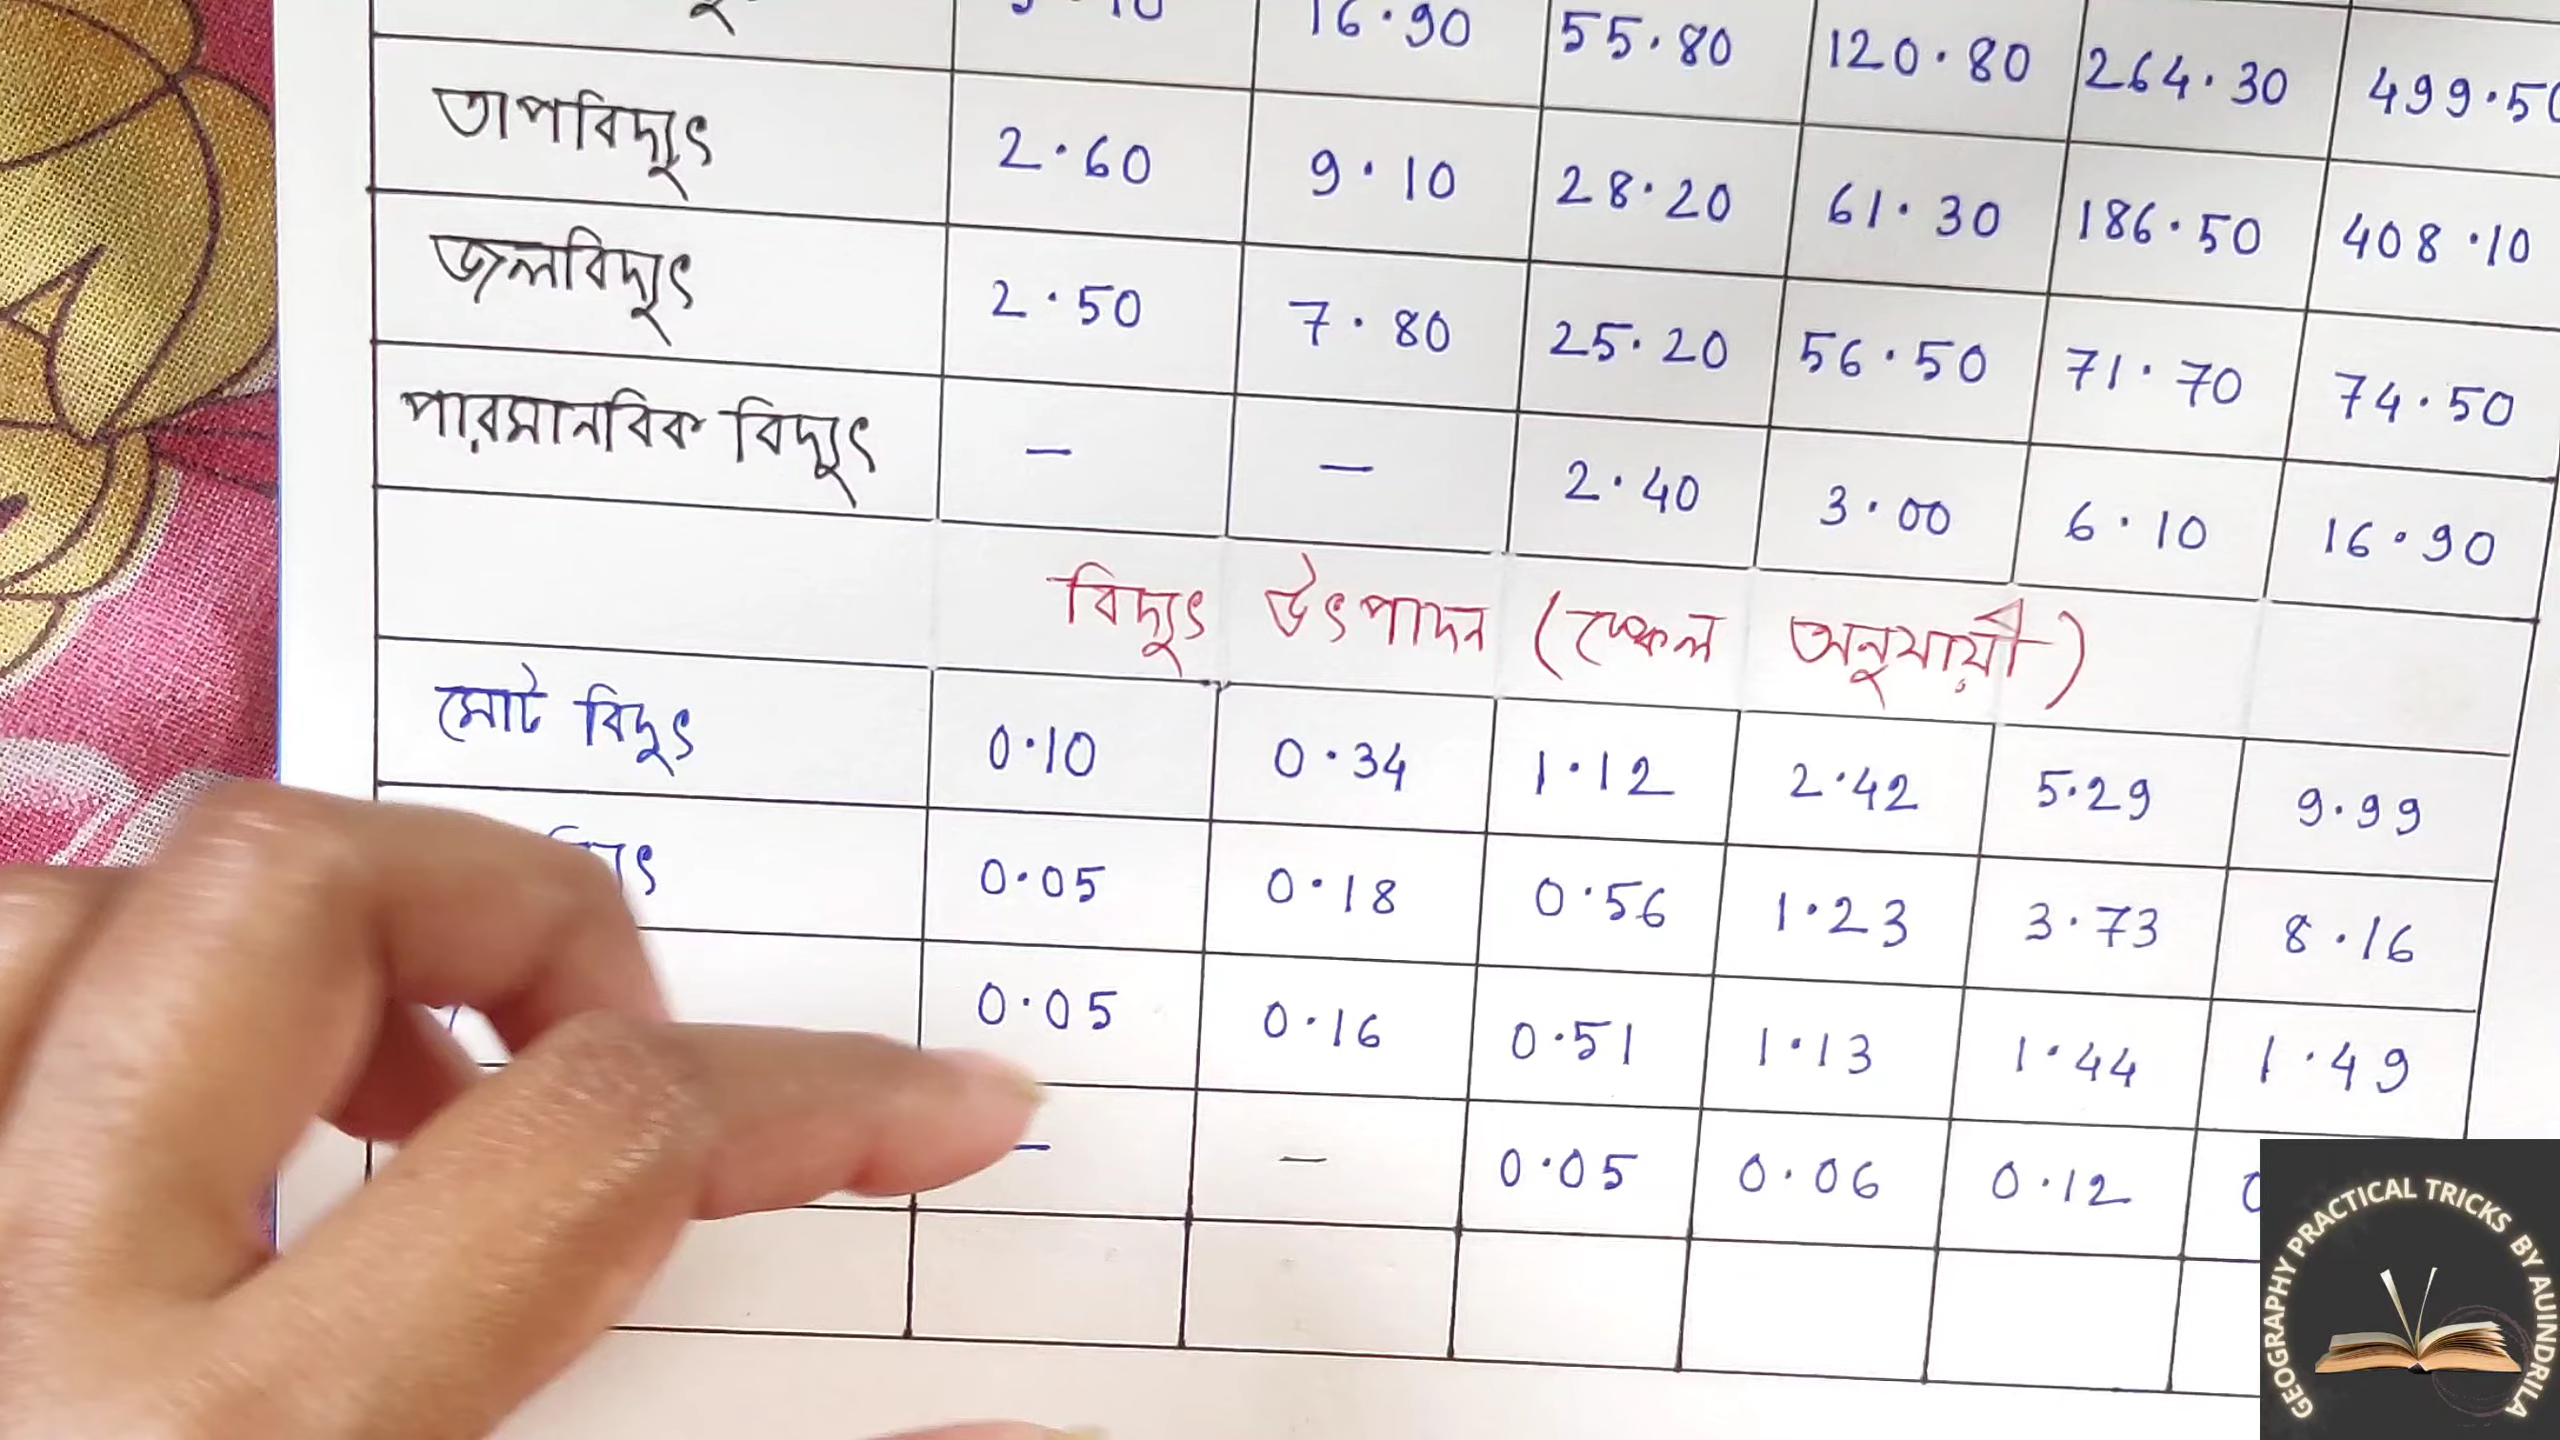 16.90 55.80 120.80 264.30 499.50
তাপবিদ্যুৎ 2.60 9.10 28.20 61.30 186.50 408.10
জলবিদ্যুৎ 2.50 7.80 25.20 56.50 71.70 74.50
পারমানবিক বিদ্যুৎ — — 2.40 3.00 6.10 16.90
বিদ্যুৎ উৎপাদন (স্কেল অনুযায়ী)
মোট বিদ্যুৎ 0.10 0.34 1.12 2.42 5.29 9.99
0.05 0.18 0.56 1.23 3.73 8.16
0.05 0.16 0.51 1.13 1.44 1.49
— — 0.05 0.06 0.12
GEOGRAPHY PRACTICAL TRICKS BY AUINDRILA